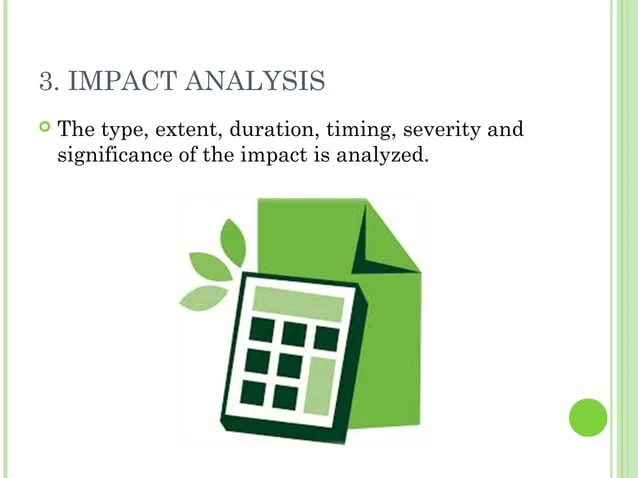 3. IMPACT ANALYSIS
The type, extent, duration, timing, severity and
significance of the impact is analyzed.